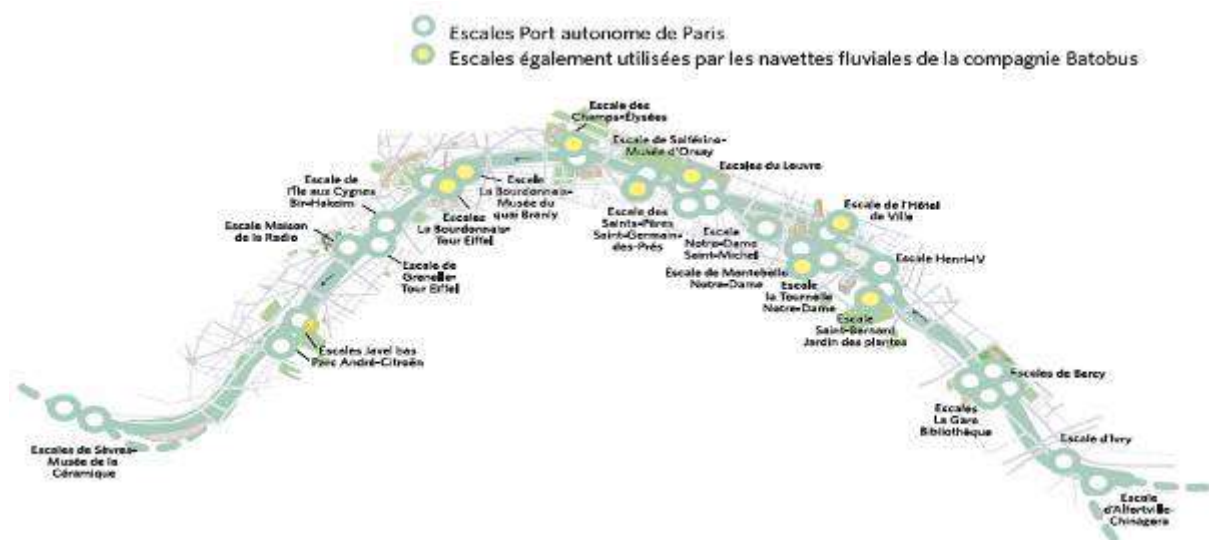 Escales Port autonome de Paris
Escales également utilisées par les navettes fluviales de la compagnie Batobus
Escale des
Champs-Elysées
Escale de Solférino-
Musée d'Orsay
Escales du Louvre
Escale de
l'Île aux Cygnes
Bir-Hakeim
Escale
La Bourdonnais-
Musée du
quai Branly
Escale de l'Hôtel
de Ville
Escale Maison
de la Radio
Escales
La Bourdonnais-
Tour Eiffel
Escale des
Saints-Pères
Saint-Germain-
des-Prés
Escale
Notre-Dame
Saint-Michel
Escale Henri-IV
Escale de
Grenelle-
Tour Eiffel
Escale de Montebello
Notre-Dame
Escale
la Tournelle
Notre-Dame
Escale
Saint-Bernard
Jardin des plantes
Escales Javel bas
Parc André-Citroën
Escales de Bercy
Escales
La Gare
Bibliothèque
Escales de Sèvres-
Musée de la
Céramique
Escale d'Ivry
Escale
d'Alfortville-
Chinagora